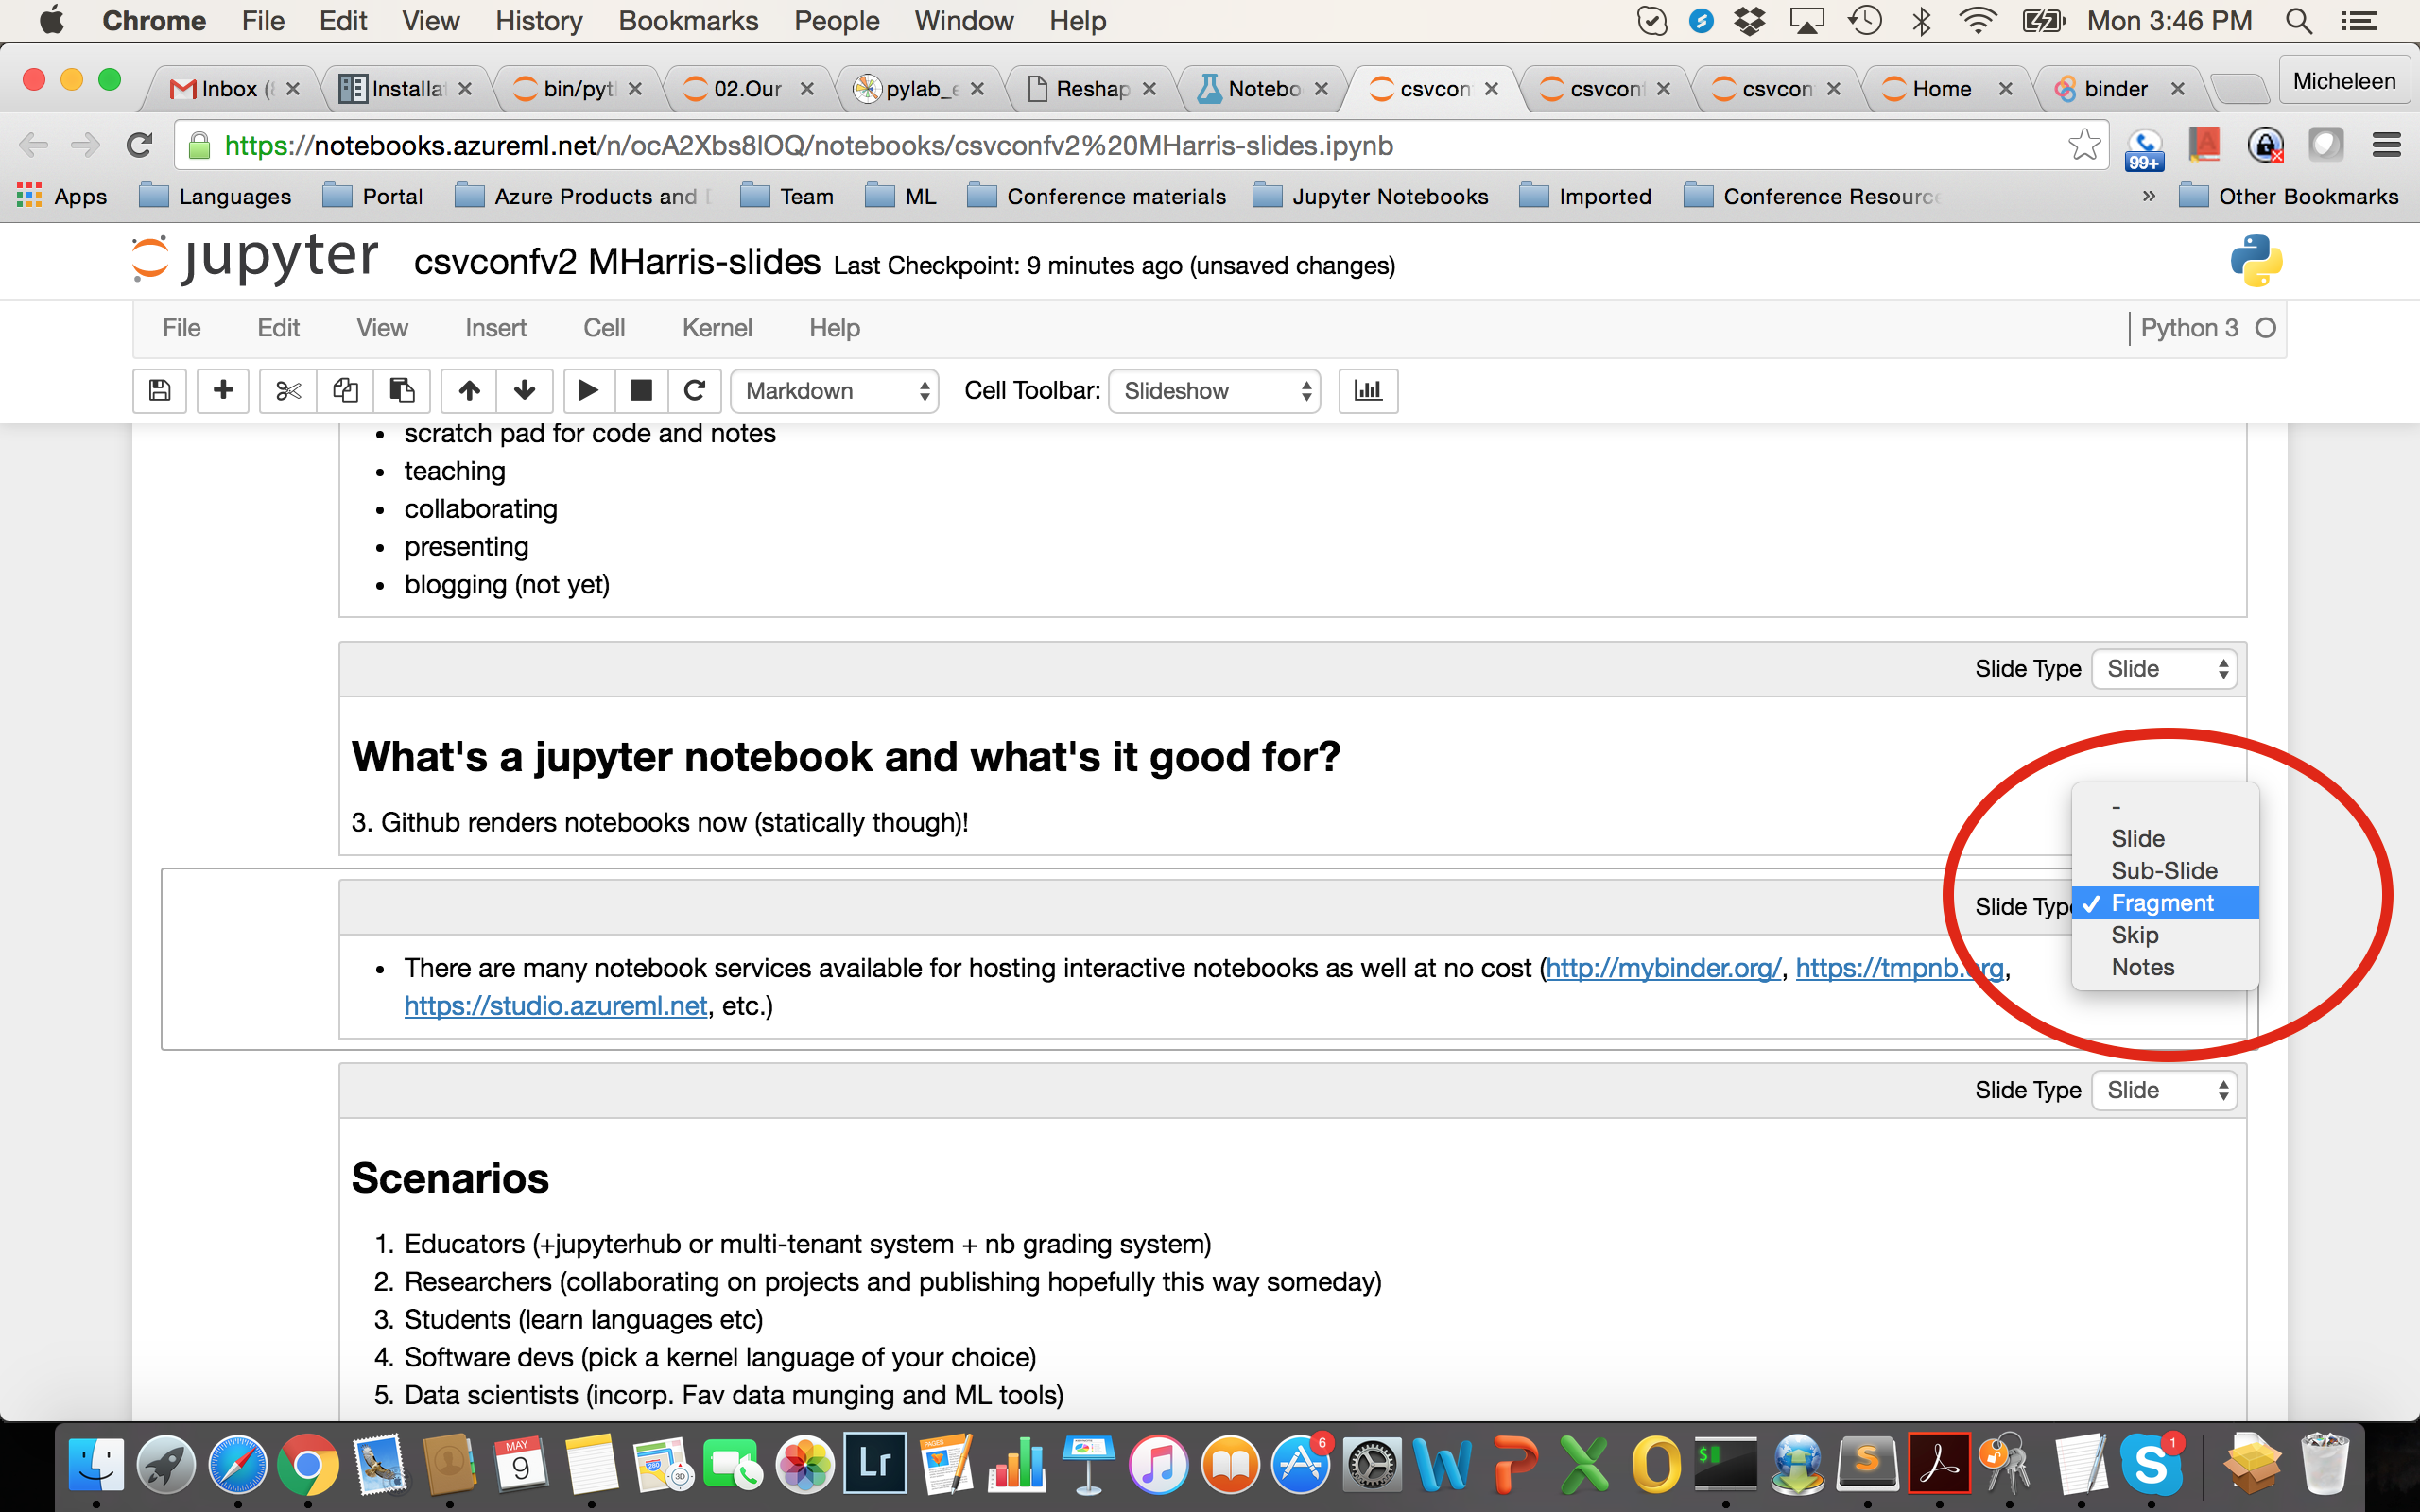 Chrome File Edit View History Bookmarks People Window Help Mon 3:46 PM
Inbox ( Installa bin/pyt 02.Our pylab_e Reshap Notebo csvcon csvcon csvcon Home binder Micheleen
https://notebooks.azureml.net/n/ocA2Xbs8lOQ/notebooks/csvconfv2%20MHarris-slides.ipynb 99+
Apps Languages Portal Azure Products and Team ML Conference materials Jupyter Notebooks Imported Conference Resource » Other Bookmarks
jupyter csvconfv2 MHarris-slides Last Checkpoint: 9 minutes ago (unsaved changes)
File Edit View Insert Cell Kernel Help Python 3
Markdown Cell Toolbar: Slideshow
• scratch pad for code and notes
• teaching
• collaborating
• presenting
• blogging (not yet)
Slide Type Slide
What's a jupyter notebook and what's it good for?
3. Github renders notebooks now (statically though)!
-
Slide
Sub-Slide
Slide Type ✓ Fragment
Skip
Notes
• There are many notebook services available for hosting interactive notebooks as well at no cost (http://mybinder.org/, https://tmpnb.org,
https://studio.azureml.net, etc.)
Slide Type Slide
Scenarios
1. Educators (+jupyterhub or multi-tenant system + nb grading system)
2. Researchers (collaborating on projects and publishing hopefully this way someday)
3. Students (learn languages etc)
4. Software devs (pick a kernel language of your choice)
5. Data scientists (incorp. Fav data munging and ML tools)
MAY
9
3D
Lr
PAGES
6
1